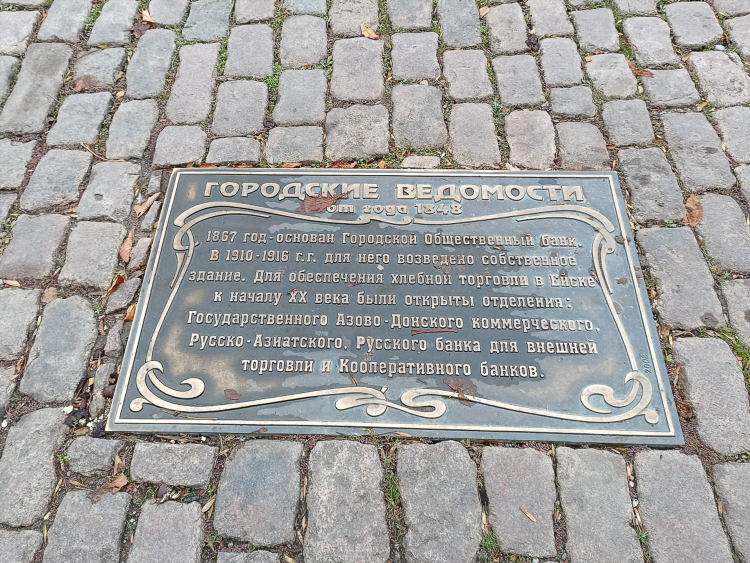 ГОРОДСКИЕ ВЕДОМОСТИ
от года 1848
1867 год-основан Городской Общественный банк.
В 1910-1916 г.г. для него возведено собственное
здание. Для обеспечения хлебной торговли в Ейске
к началу XX века были открыты отделения:
Государственного Азово-Донского коммерческого,
Русско-Азиатского, Русского банка для внешней
торговли и Кооперативного банков.